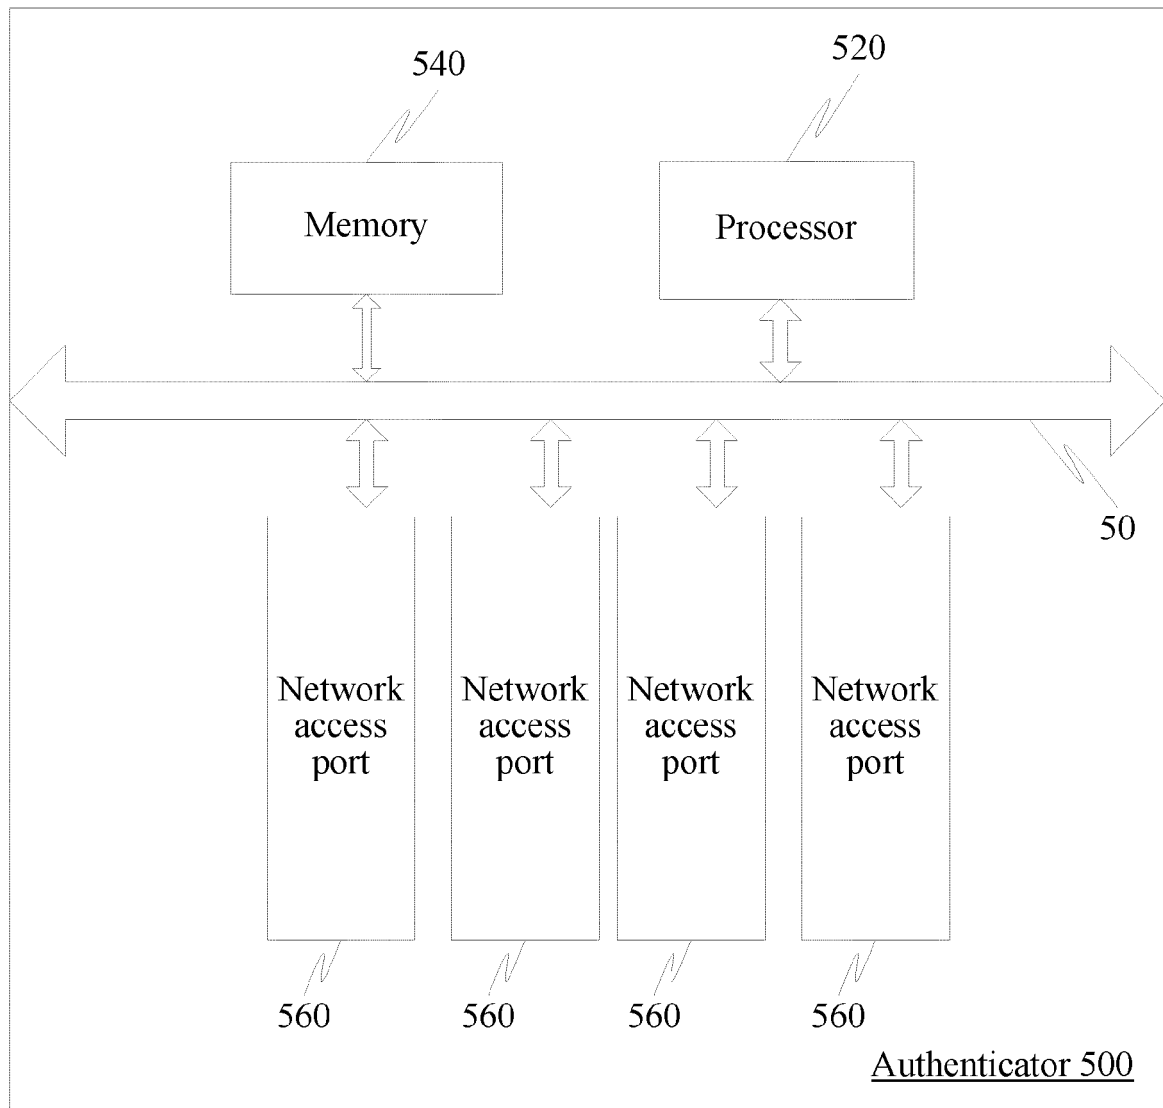 540
520
Memory
Processor
50
Network
access
port
Network
access
port
Network
access
port
Network
access
port
560
560
560
560
Authenticator 500